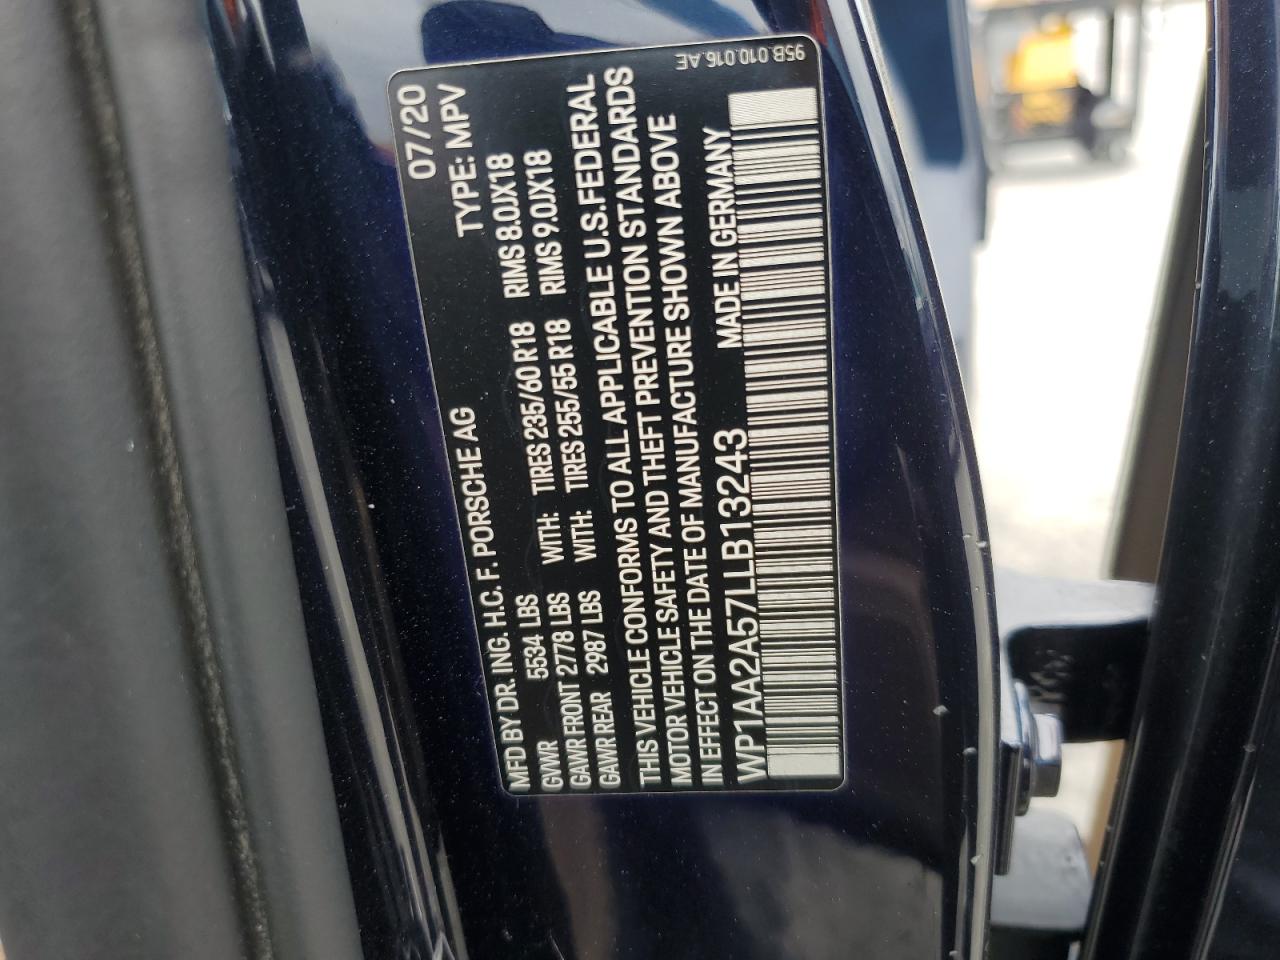 07/20
MFD BY DR. ING. H.C. F. PORSCHE AG TYPE: MPV
GVWR 5534 LBS
GAWR FRONT 2778 LBS WITH: TIRES 235/60 R18 RIMS 8.0JX18
GAWR REAR 2987 LBS WITH: TIRES 255/55 R18 RIMS 9.0JX18
THIS VEHICLE CONFORMS TO ALL APPLICABLE U.S.FEDERAL
MOTOR VEHICLE SAFETY AND THEFT PREVENTION STANDARDS
IN EFFECT ON THE DATE OF MANUFACTURE SHOWN ABOVE
WP1AA2A57LLB13243 MADE IN GERMANY
95B.010.016.AE